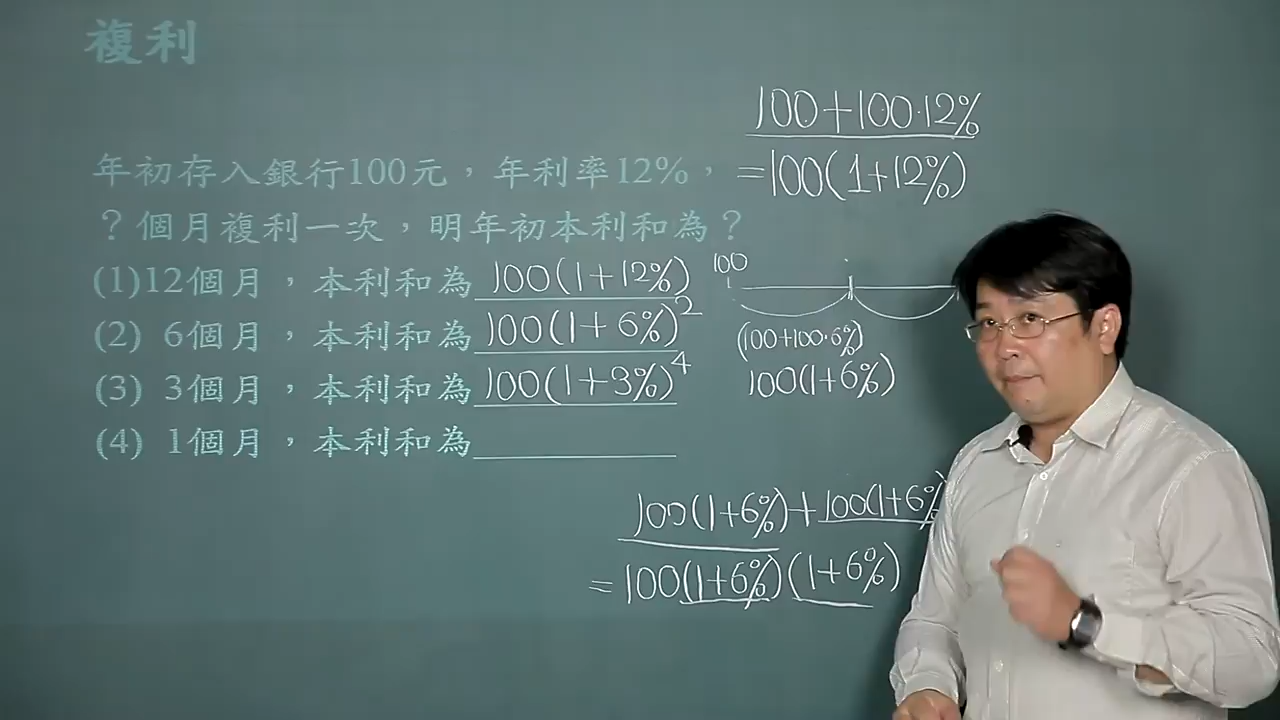 複利
100+100·12%
=100(1+12%)
年初存入銀行100元，年利率12%，
？個月複利一次，明年初本利和為？
(1)12個月，本利和為 100(1+12%)
(2) 6個月，本利和為 100(1+6%)²
(3) 3個月，本利和為 100(1+3%)⁴
(4) 1個月，本利和為
100
(100+100·6%)
100(1+6%)
100(1+6%)+100(1+6%)
=100(1+6%)(1+6%)